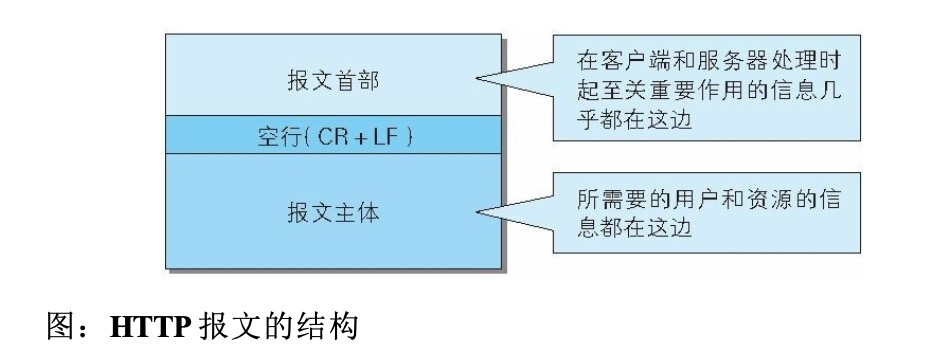 报文首部
在客户端和服务器处理时
起至关重要作用的信息几
乎都在这边
空行(CR+LF)
报文主体
所需要的用户和资源的信
息都在这边
图：HTTP 报文的结构